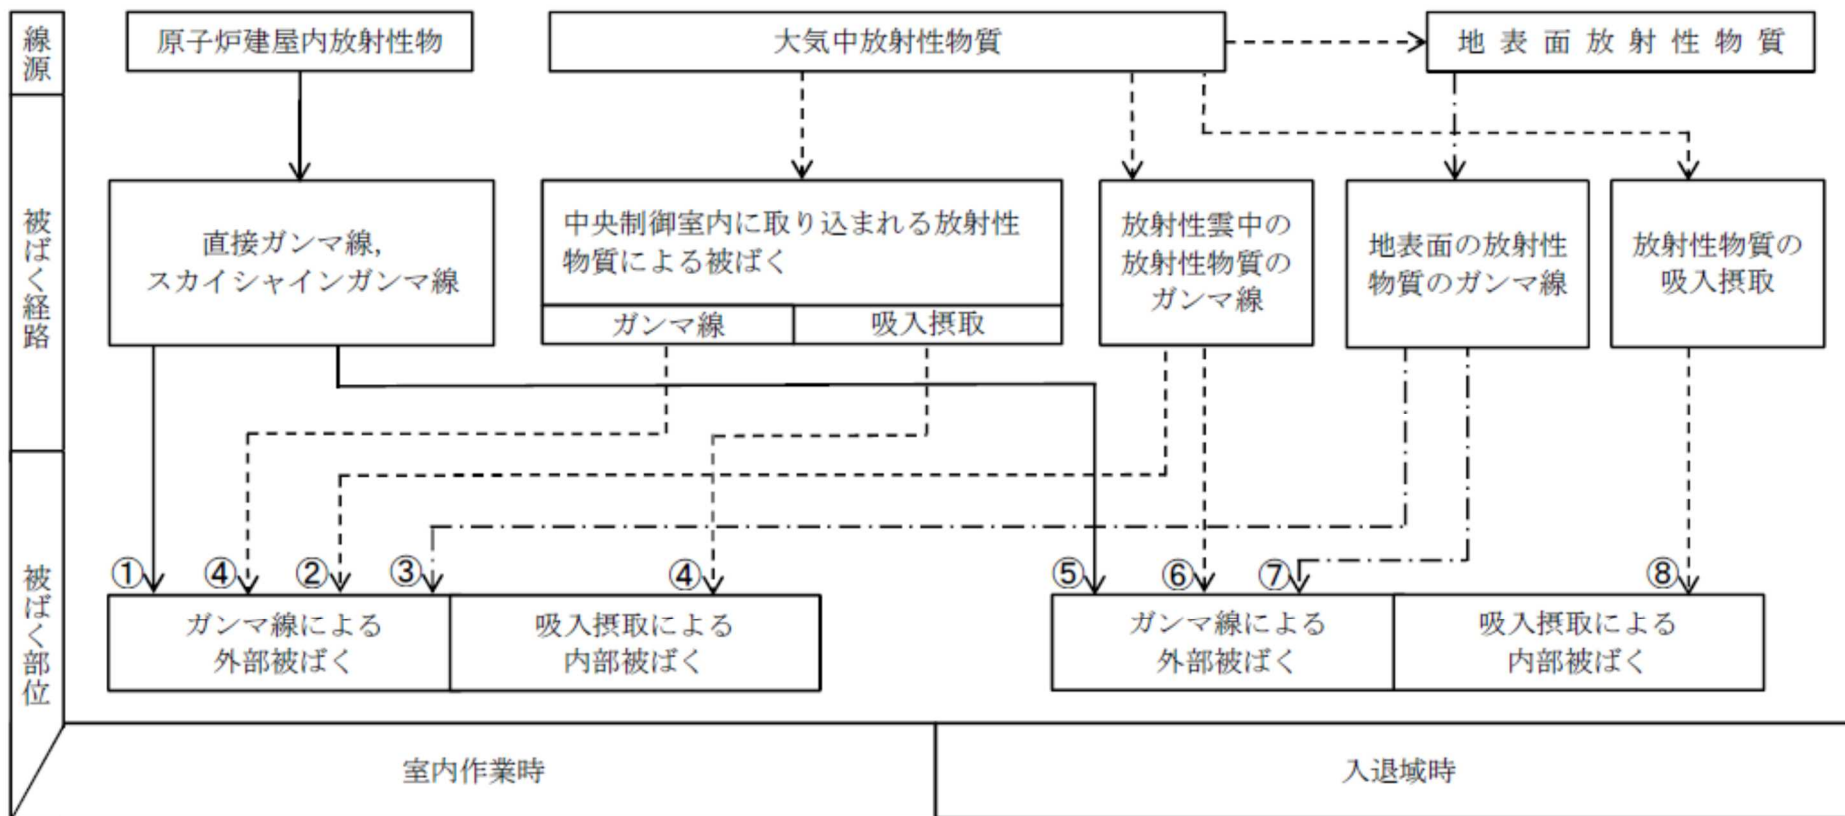 線源
原子炉建屋内放射性物
大気中放射性物質
地表面放射性物質
被ばく経路
直接ガンマ線,
スカイシャインガンマ線
中央制御室内に取り込まれる放射性
物質による被ばく
ガンマ線
吸入摂取
放射性雲中の
放射性物質の
ガンマ線
地表面の放射性
物質のガンマ線
放射性物質の
吸入摂取
被ばく部位
①
④
②
③
④
⑤
⑥
⑦
⑧
ガンマ線による
外部被ばく
吸入摂取による
内部被ばく
ガンマ線による
外部被ばく
吸入摂取による
内部被ばく
室内作業時
入退域時